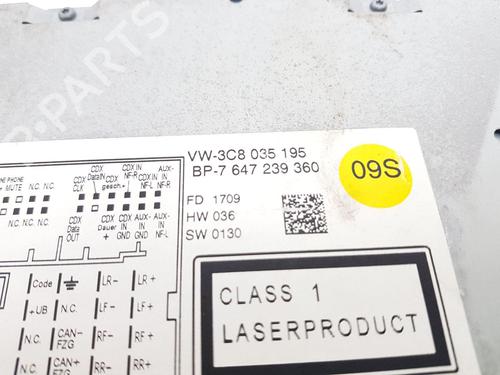 VW-3C8 035 195
BP-7 647 239 360
09S
FD 1709
HW 036
SW 0130
CLASS 1
LASERPRODUCT
PHONE
+ MUTE N.C. N.C.
N.C. N.C. N.C.
CDX CLK
CDX Data IN
CDX gesch.+
CDX IN NF-R
CDX IN NF-L
AUX-IN NF-R
Data OUT
CDX Dauer +
CDX GND
AUX-IN GND
AUX-IN NF-L
Code LR- LR+
+UB N.C. LF- LF+
N.C. CAN- FZG RF- RF+
N.C. CAN+ FZG RR- RR+